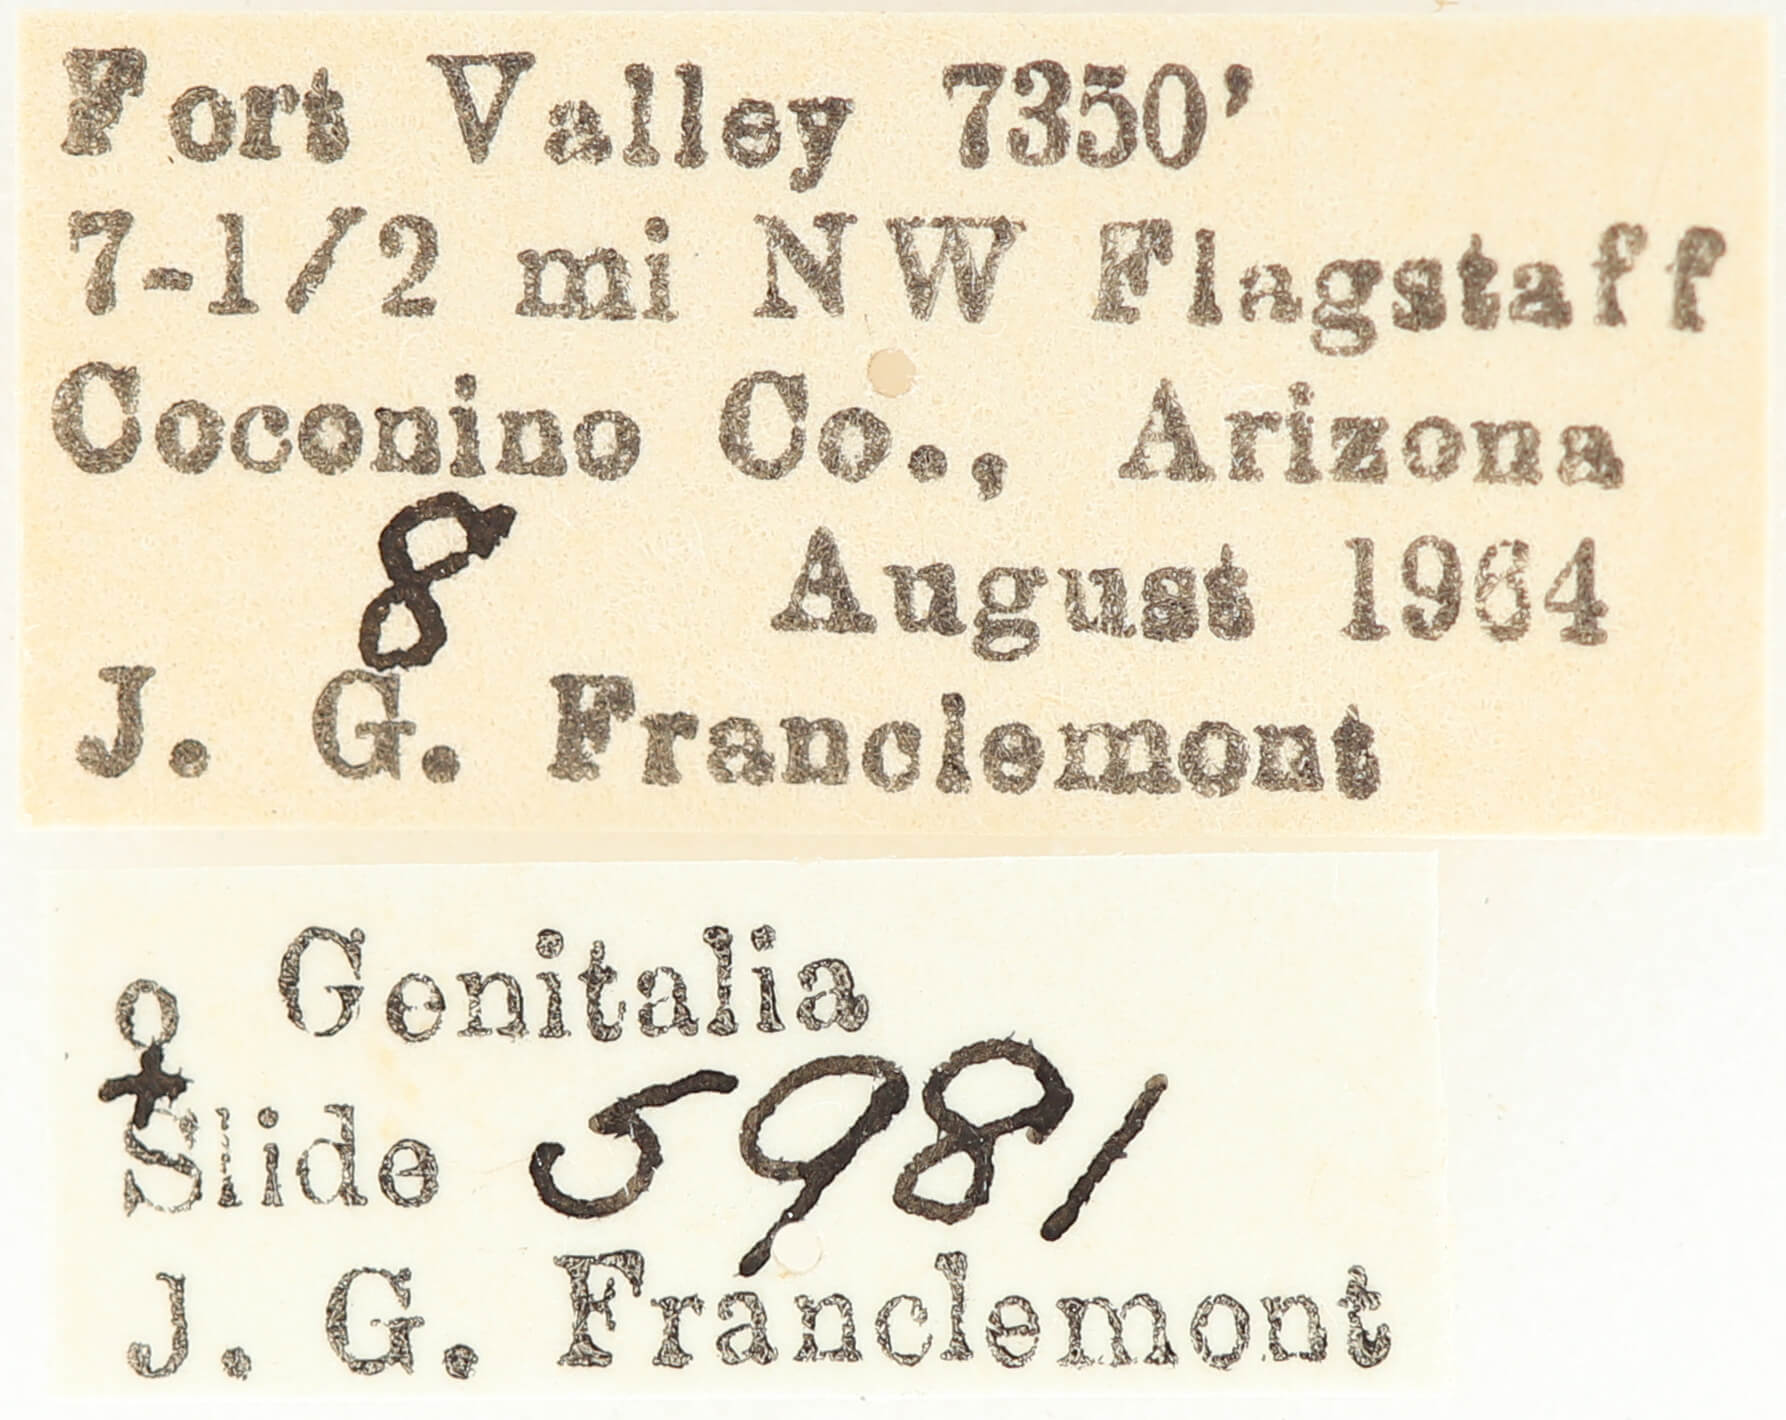 Fort Valley 7350'
7-1/2 mi NW Flagstaff
Coconino Co., Arizona
8 August 1964
J. G. Franclemont
♀ Genitalia
Slide 5981
J. G. Franclemont